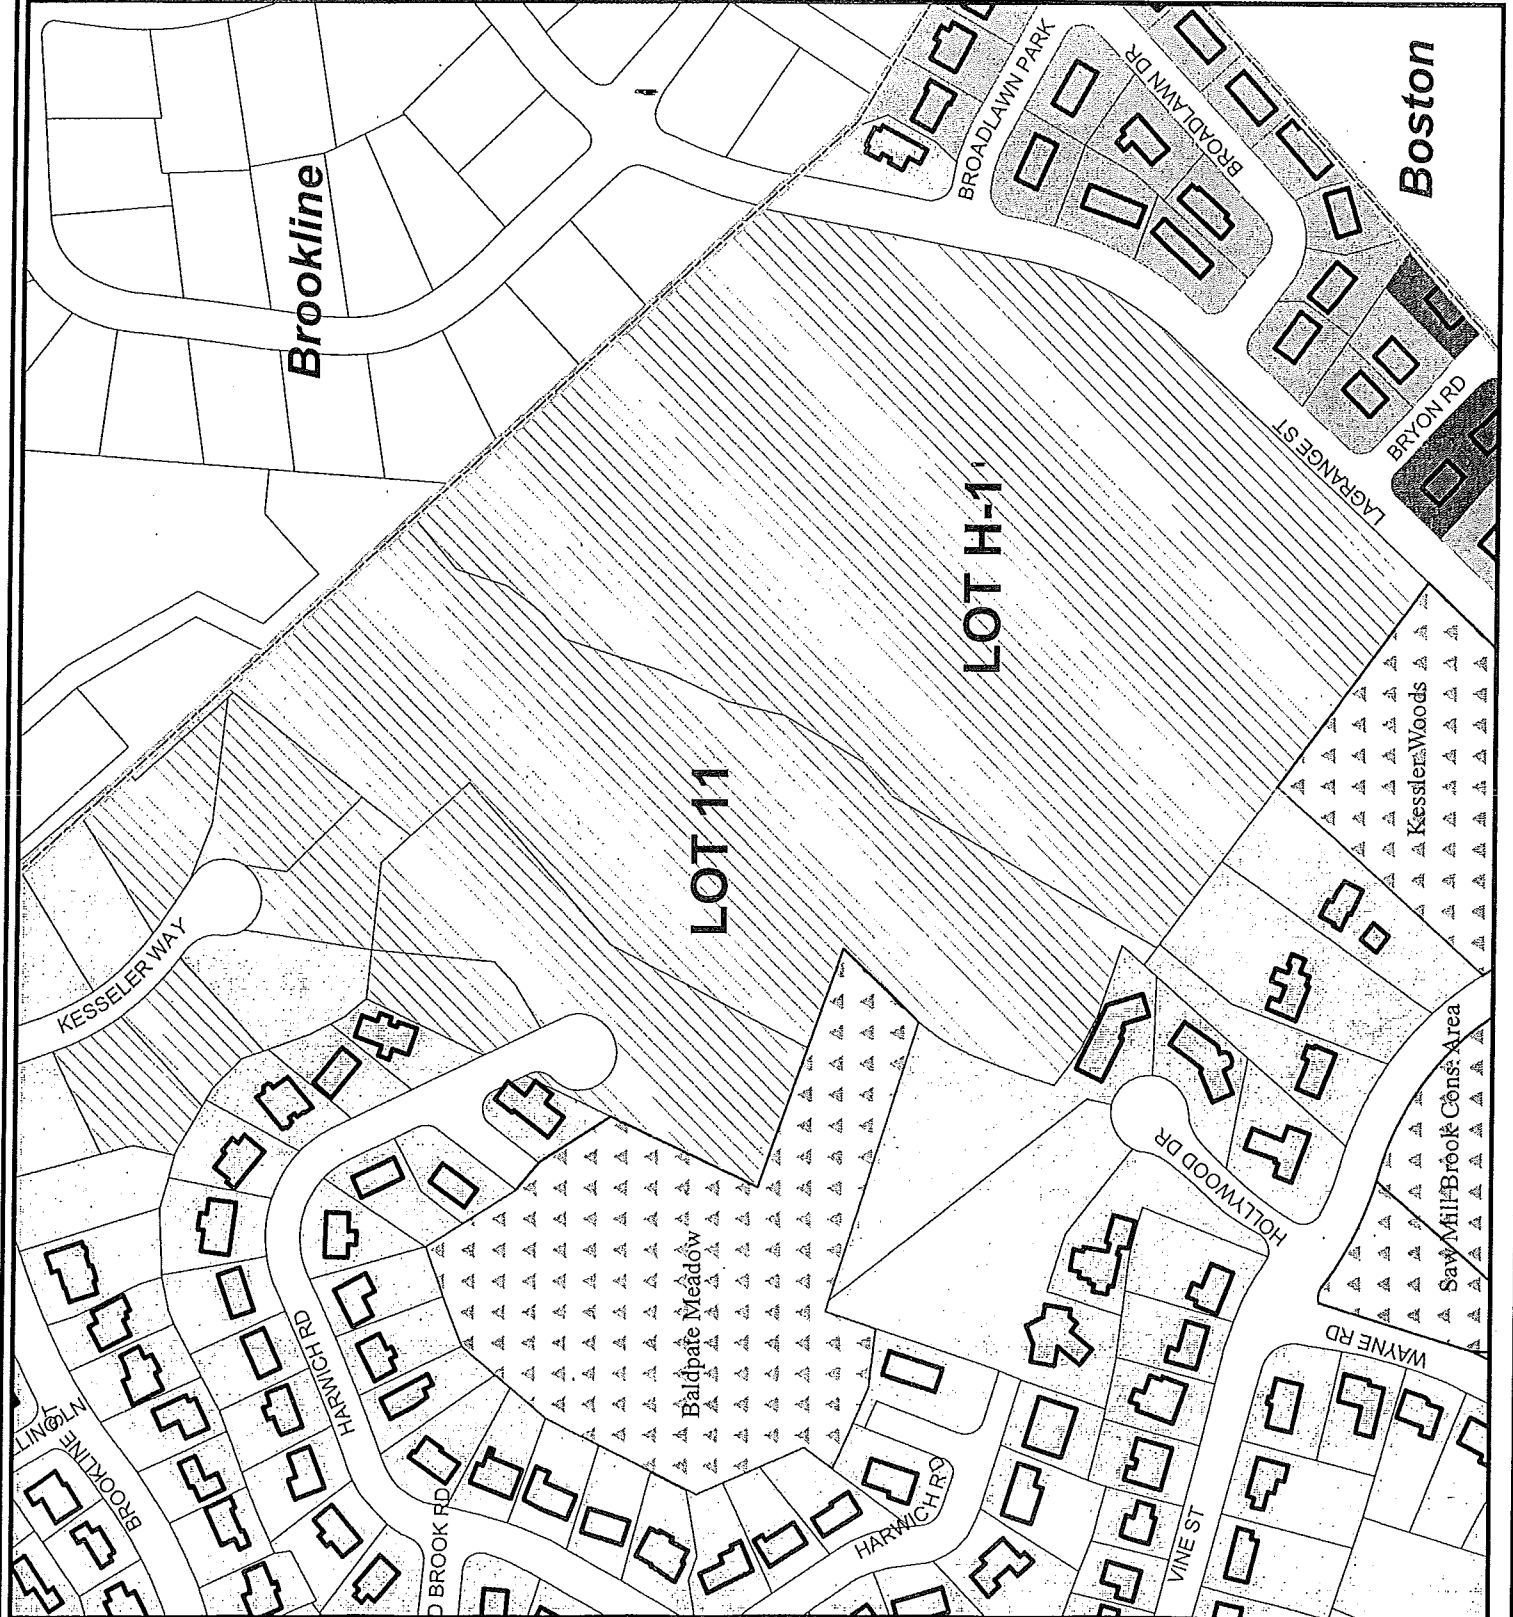 Brookline
Boston
BROADLAWN PARK
BROADLAWN DR
BRYON RD
LAGRANGE ST
LOT H-1
LOT 11
Kessler Woods
KESSELER WAY
Saw Mill Brook Cons. Area
HOLLYWOOD DR
Baldpate Meadow
HARWICH RD
WAYNE RD
BROOKLINE ST
HARWICH RD
BROOK RD
VINE ST